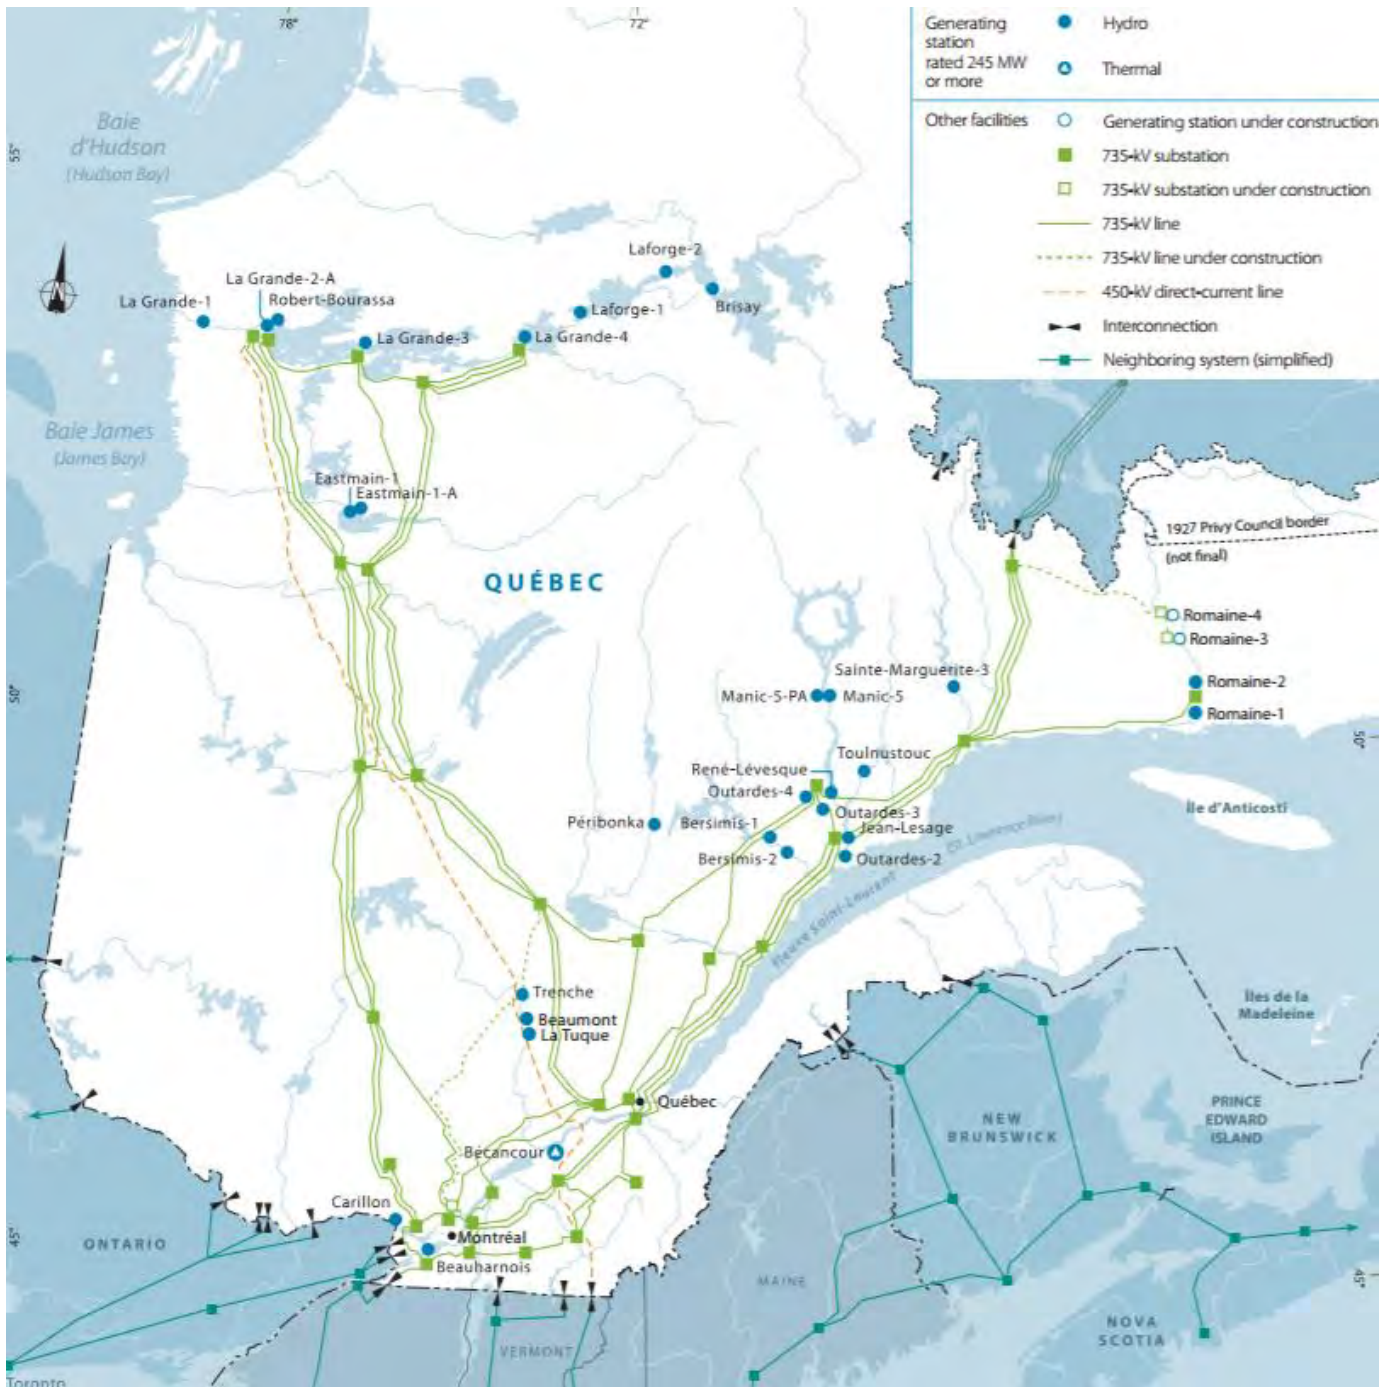 78°
72°
Generating
station
rated 245 MW
or more
Hydro
Thermal
Other facilities
Generating station under construction
735-kV substation
735-kV substation under construction
735-kV line
735-kV line under construction
450-kV direct-current line
Interconnection
Neighboring system (simplified)
Baie
d'Hudson
(Hudson Bay)
55°
Laforge-2
La Grande-2-A
Robert-Bourassa
La Grande-1
Laforge-1
Brisay
La Grande-3
La Grande-4
Baie James
(James Bay)
Eastmain-1
Eastmain-1-A
1927 Privy Council border
(not final)
QUÉBEC
Romaine-4
Romaine-3
Sainte-Marguerite-3
Romaine-2
50°
Manic-5-PA
Manic-5
Romaine-1
50°
Toulnustouc
René-Lévesque
Outardes-4
Île d'Anticosti
Outardes-3
Péribonka
Bersimis-1
Jean-Lesage
Bersimis-2
Outardes-2
Fleuve Saint-Laurent
(St. Lawrence River)
Trenche
Îles de la
Madeleine
Beaumont
La Tuque
Québec
PRINCE
EDWARD
ISLAND
NEW
BRUNSWICK
Bécancour
Carillon
45°
ONTARIO
Montréal
Beauharnois
MAINE
45°
NOVA
SCOTIA
VERMONT
Toronto